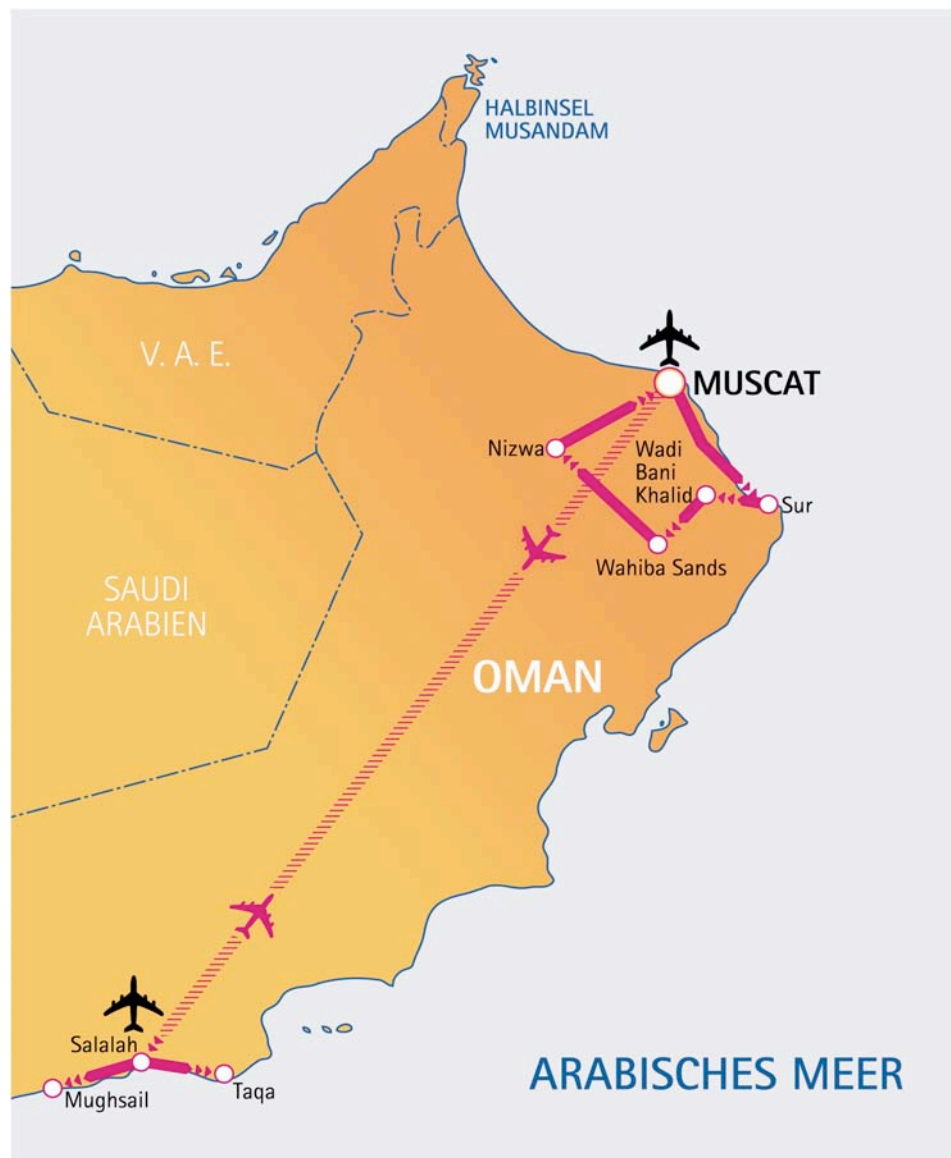 HALBINSEL
MUSANDAM
V. A. E.
MUSCAT
Nizwa
Wadi
Bani
Khalid
Sur
Wahiba Sands
SAUDI
ARABIEN
OMAN
Salalah
Mughsail
Taqa
ARABISCHES MEER